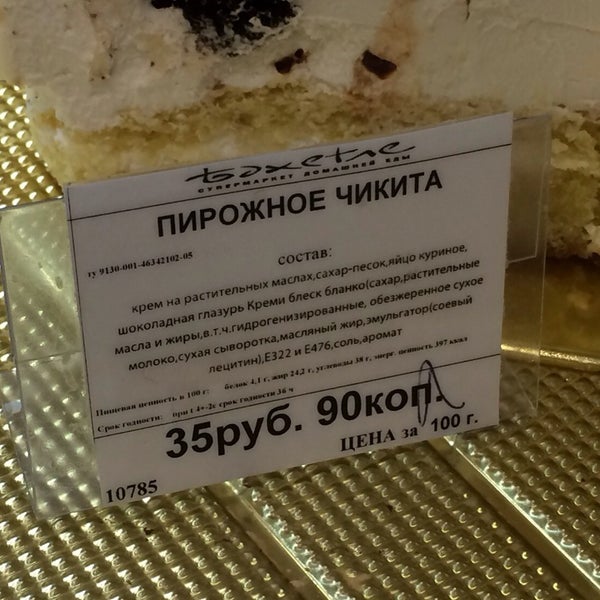 Бахетле
СУПЕРМАРКЕТ ДОМАШНЕЙ ЕДЫ
ПИРОЖНОЕ ЧИКИТА
ту 9130-001-46342102-05
состав:
крем на растительных маслах,сахар-песок,яйцо куриное,
шоколадная глазурь Креми блеск бланко(сахар,растительные
масла и жиры,в.т.ч.гидрогенизированные, обезжеренное сухое
молоко,сухая сыворотка,масляный жир,эмульгатор(соевый
лецитин),Е322 и Е476,соль,аромат
Пищевая ценность в 100 г: белок 4,1 г, жир 24,2 г, углеводы 38 г, энерг. ценность 397 ккал
Срок годности: при t 4+-2с срок годности 36 ч
35руб. 90коп.
ЦЕНА за 100 г.
10785